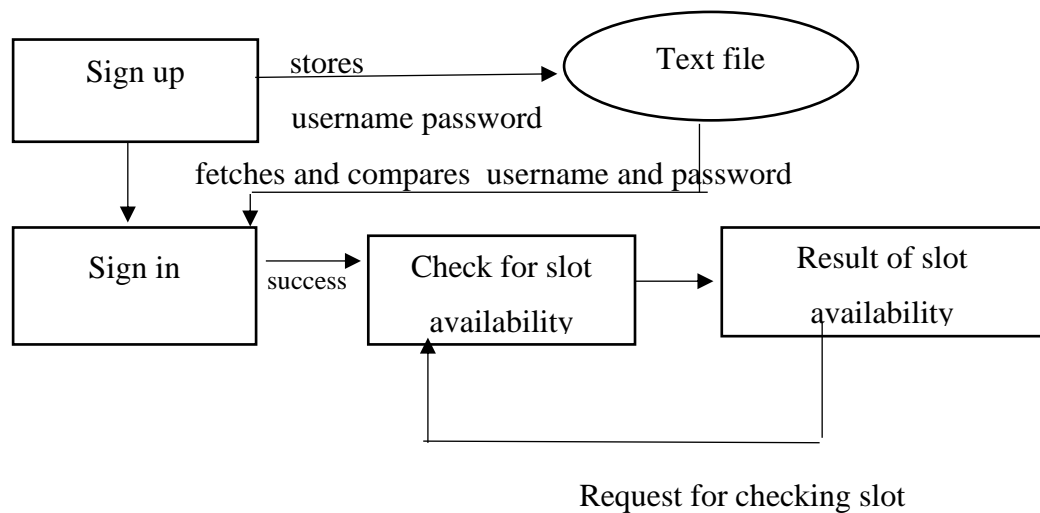 Sign up
stores
username password
Text file
fetches and compares username and password
Sign in
success
Check for slot
availability
Result of slot
availability
Request for checking slot